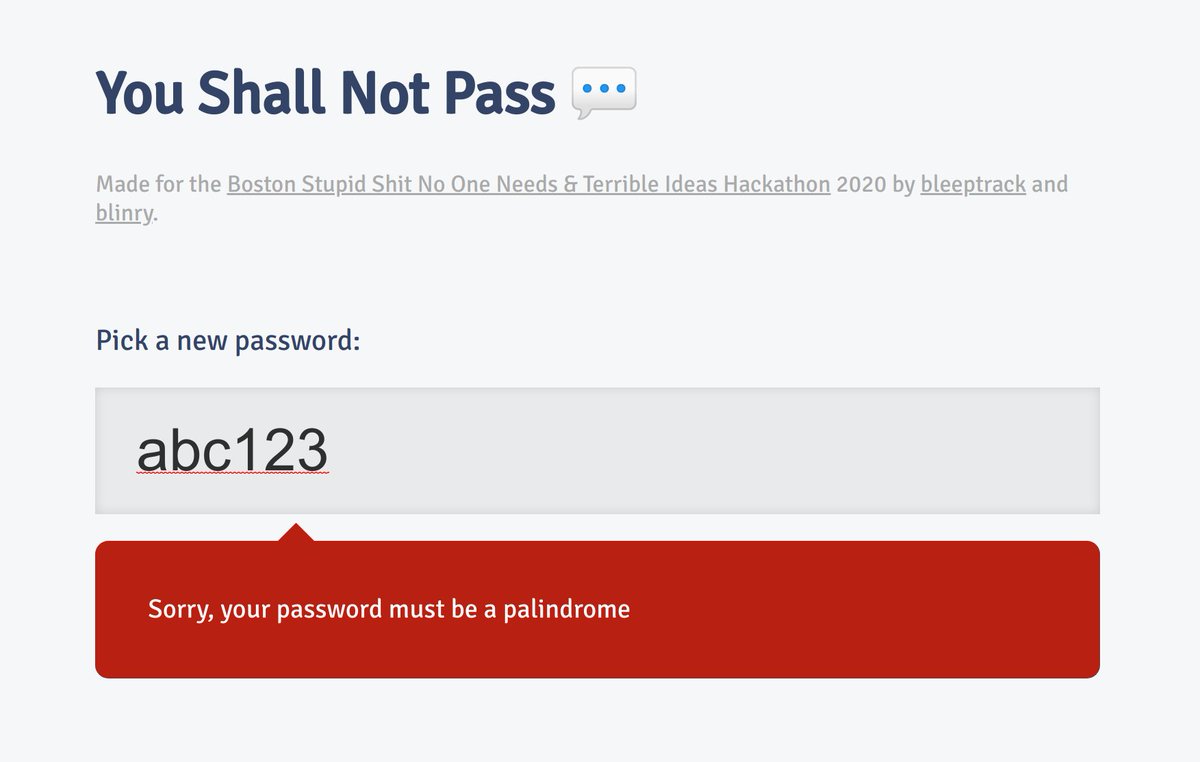 You Shall Not Pass 💬
Made for the Boston Stupid Shit No One Needs & Terrible Ideas Hackathon 2020 by bleeptrack and
blinry.
Pick a new password:
abc123
Sorry, your password must be a palindrome